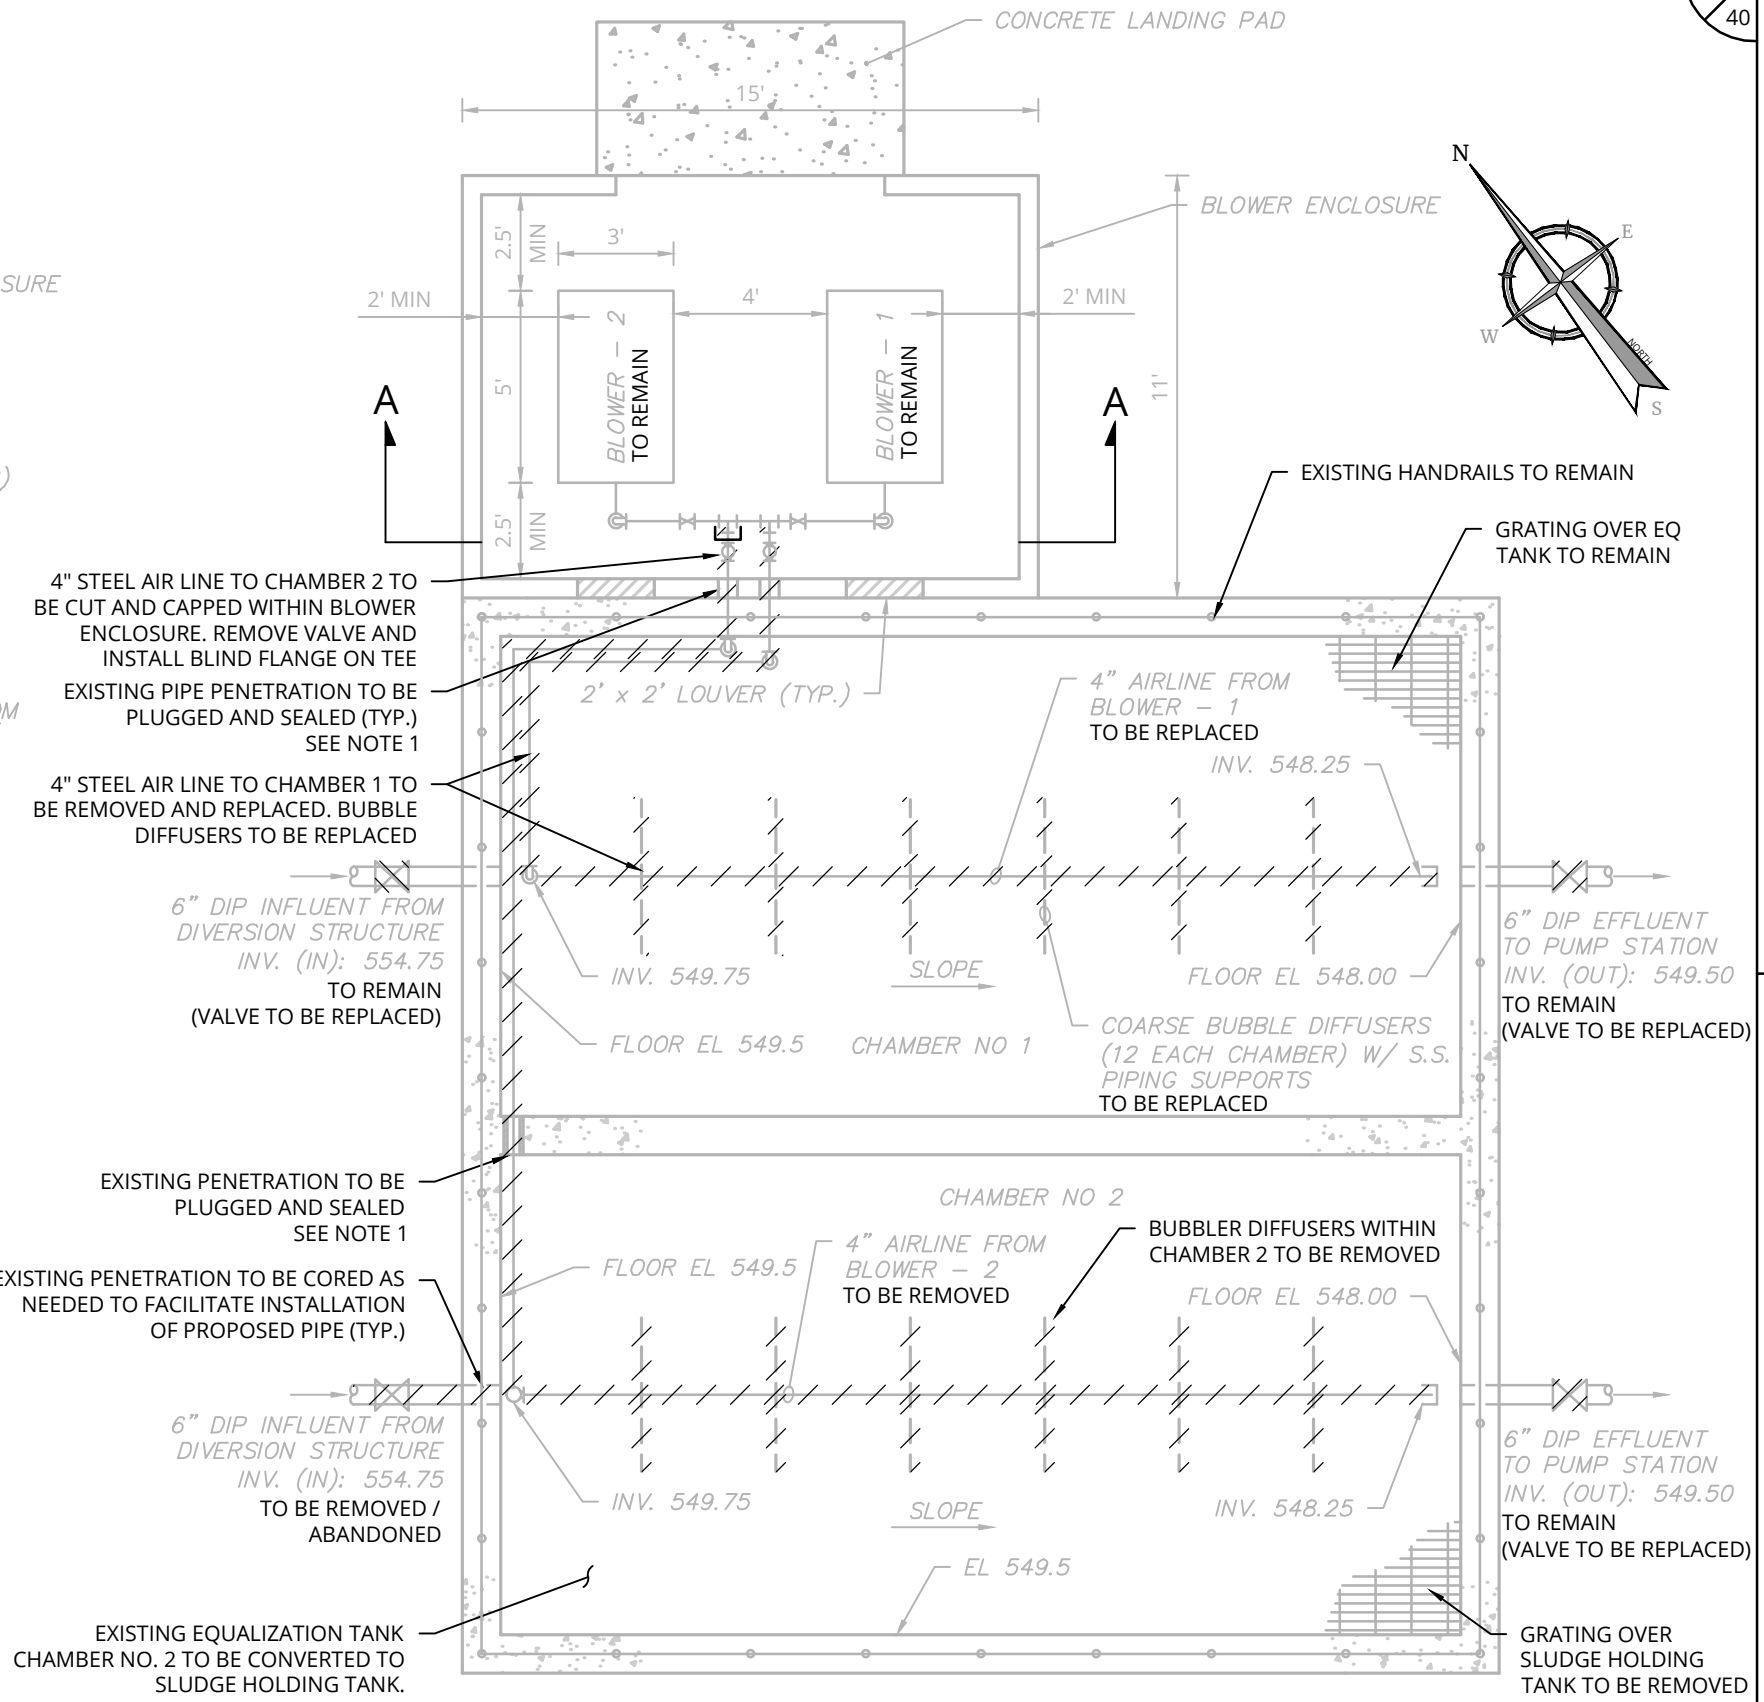 40
CONCRETE LANDING PAD
15'
N
E
W
S
NORTH
BLOWER ENCLOSURE
SURE
2.5'
MIN
3'
2' MIN
4'
2' MIN
5'
11'
BLOWER – 2
TO REMAIN
BLOWER – 1
TO REMAIN
A
A
2.5'
MIN
)
EXISTING HANDRAILS TO REMAIN
GRATING OVER EQ
TANK TO REMAIN
4" STEEL AIR LINE TO CHAMBER 2 TO
BE CUT AND CAPPED WITHIN BLOWER
ENCLOSURE. REMOVE VALVE AND
INSTALL BLIND FLANGE ON TEE
EXISTING PIPE PENETRATION TO BE
PLUGGED AND SEALED (TYP.)
SEE NOTE 1
OM
2' x 2' LOUVER (TYP.)
4" AIRLINE FROM
BLOWER – 1
TO BE REPLACED
INV. 548.25
4" STEEL AIR LINE TO CHAMBER 1 TO
BE REMOVED AND REPLACED. BUBBLE
DIFFUSERS TO BE REPLACED
6" DIP INFLUENT FROM
DIVERSION STRUCTURE
INV. (IN): 554.75
TO REMAIN
(VALVE TO BE REPLACED)
INV. 549.75
SLOPE
FLOOR EL 548.00
6" DIP EFFLUENT
TO PUMP STATION
INV. (OUT): 549.50
TO REMAIN
(VALVE TO BE REPLACED)
FLOOR EL 549.5
CHAMBER NO 1
COARSE BUBBLE DIFFUSERS
(12 EACH CHAMBER) W/ S.S.
PIPING SUPPORTS
TO BE REPLACED
EXISTING PENETRATION TO BE
PLUGGED AND SEALED
SEE NOTE 1
CHAMBER NO 2
BUBBLER DIFFUSERS WITHIN
CHAMBER 2 TO BE REMOVED
4" AIRLINE FROM
BLOWER – 2
TO BE REMOVED
FLOOR EL 549.5
FLOOR EL 548.00
EXISTING PENETRATION TO BE CORED AS
NEEDED TO FACILITATE INSTALLATION
OF PROPOSED PIPE (TYP.)
6" DIP INFLUENT FROM
DIVERSION STRUCTURE
INV. (IN): 554.75
TO BE REMOVED /
ABANDONED
INV. 549.75
SLOPE
INV. 548.25
6" DIP EFFLUENT
TO PUMP STATION
INV. (OUT): 549.50
TO REMAIN
(VALVE TO BE REPLACED)
EL 549.5
EXISTING EQUALIZATION TANK
CHAMBER NO. 2 TO BE CONVERTED TO
SLUDGE HOLDING TANK.
GRATING OVER
SLUDGE HOLDING
TANK TO BE REMOVED